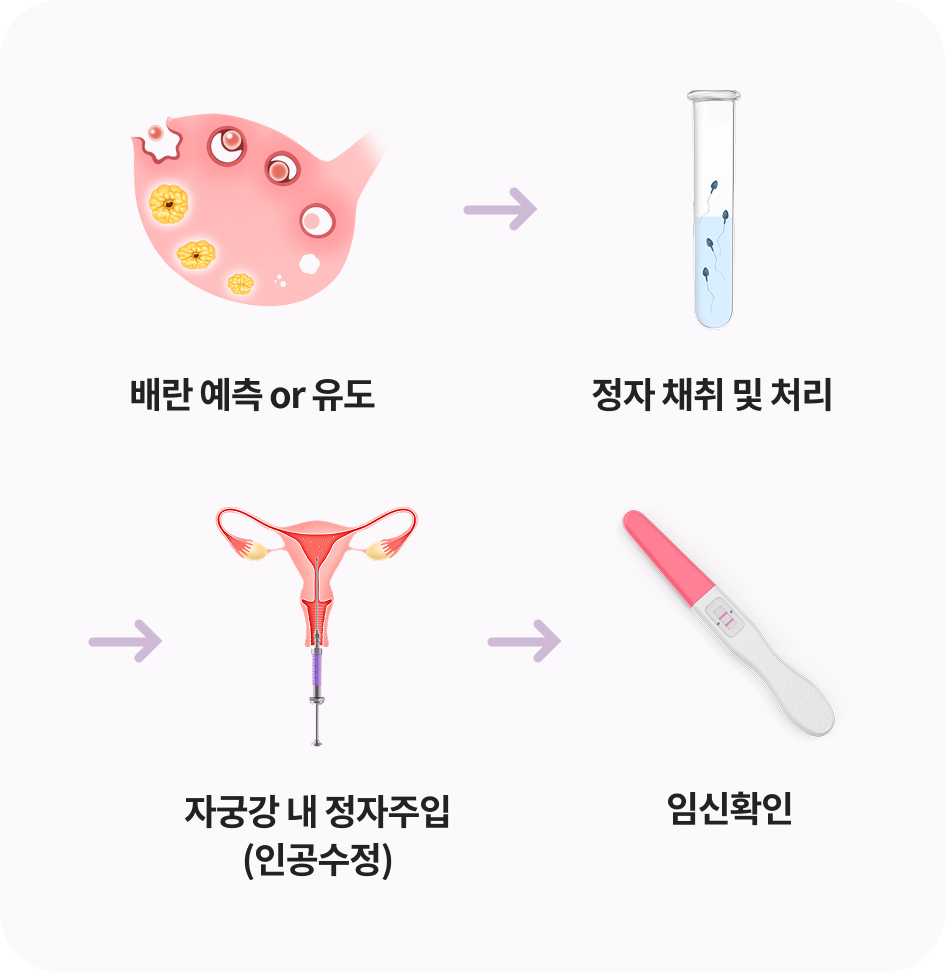 배란 예측 or 유도
정자 채취 및 처리
자궁강 내 정자주입
(인공수정)
임신확인